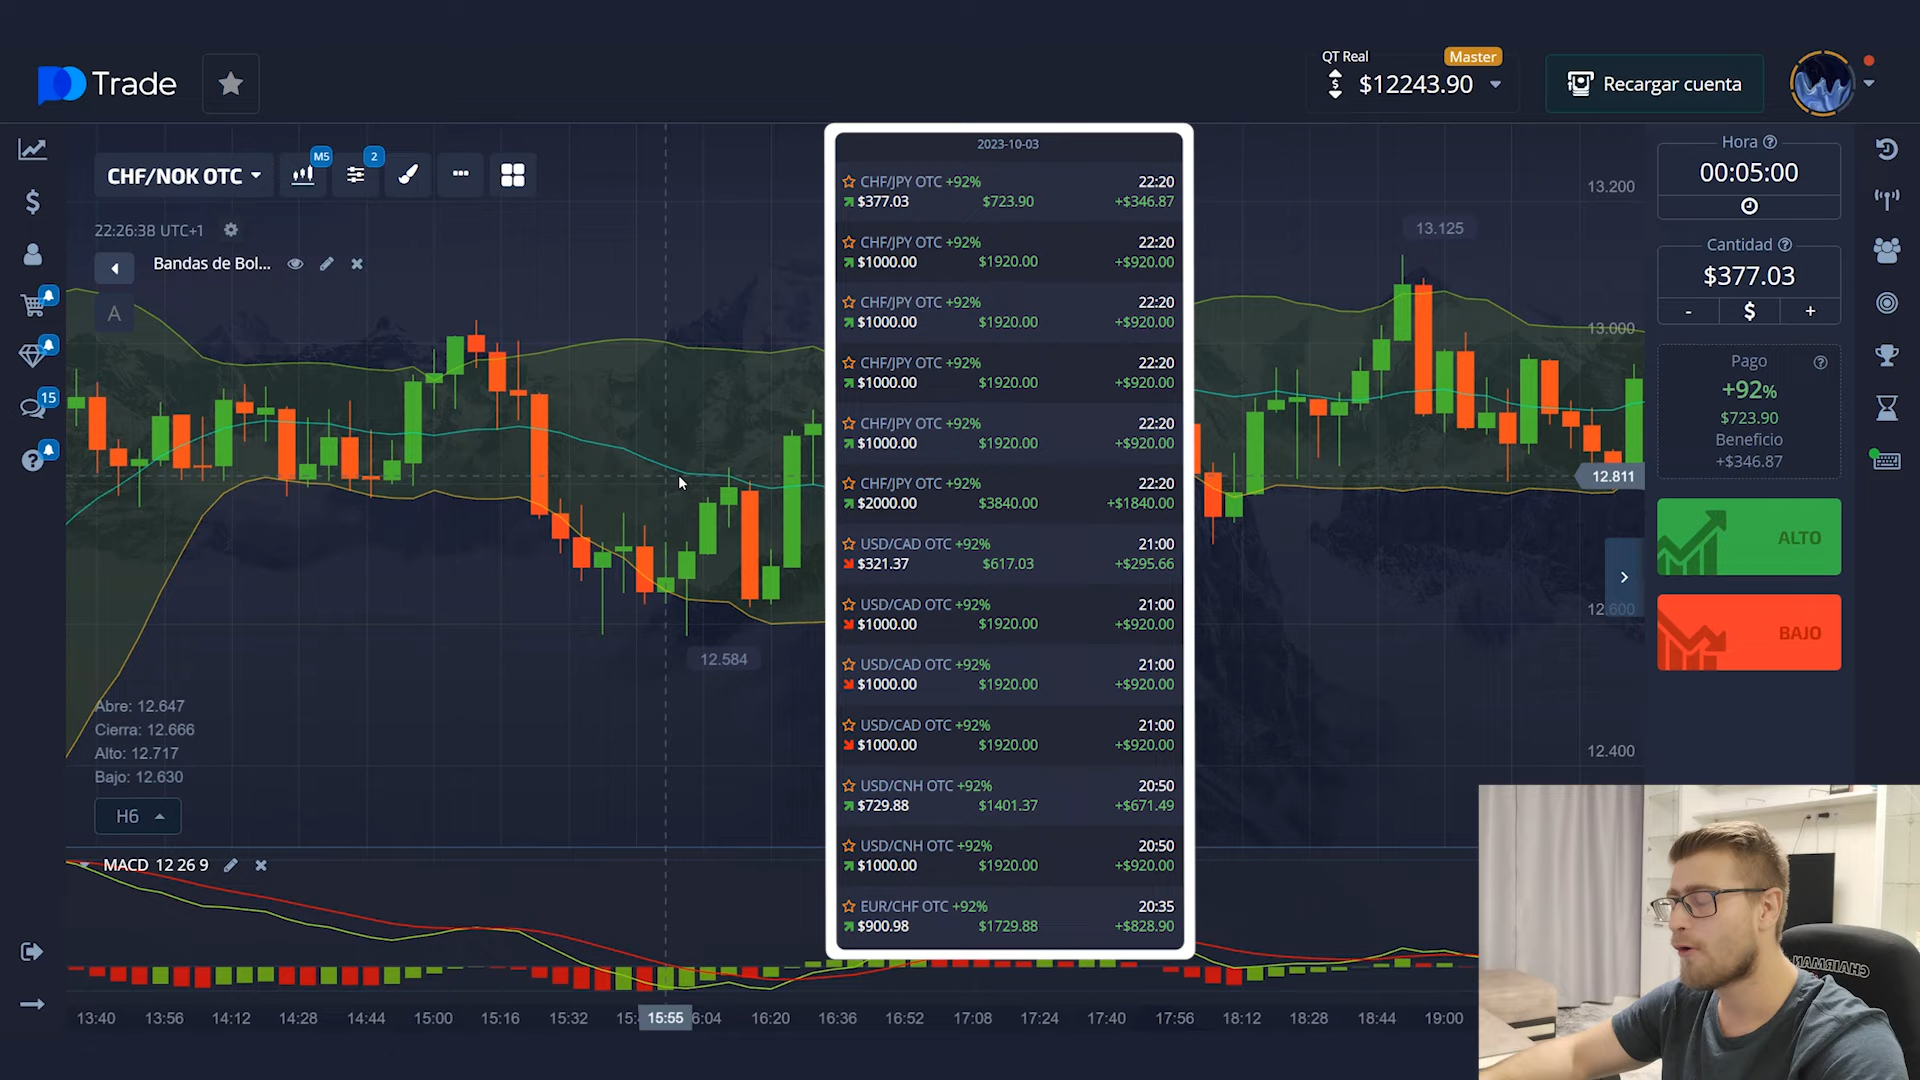 Trade
QT Real
Master
$12243.90
Recargar cuenta
CHF/NOK OTC
M5
2
22:26:38 UTC+1
Bandas de Bol...
A
15
2023-10-03
CHF/JPY OTC +92% 22:20
$377.03 $723.90 +$346.87
CHF/JPY OTC +92% 22:20
$1000.00 $1920.00 +$920.00
CHF/JPY OTC +92% 22:20
$1000.00 $1920.00 +$920.00
CHF/JPY OTC +92% 22:20
$1000.00 $1920.00 +$920.00
CHF/JPY OTC +92% 22:20
$1000.00 $1920.00 +$920.00
CHF/JPY OTC +92% 22:20
$2000.00 $3840.00 +$1840.00
USD/CAD OTC +92% 21:00
$321.37 $617.03 +$295.66
USD/CAD OTC +92% 21:00
$1000.00 $1920.00 +$920.00
USD/CAD OTC +92% 21:00
$1000.00 $1920.00 +$920.00
USD/CAD OTC +92% 21:00
$1000.00 $1920.00 +$920.00
USD/CNH OTC +92% 20:50
$729.88 $1401.37 +$671.49
USD/CNH OTC +92% 20:50
$1000.00 $1920.00 +$920.00
EUR/CHF OTC +92% 20:35
$900.98 $1729.88 +$828.90
13.125
12.584
13.200
13.000
12.811
12.600
12.400
Hora
00:05:00
Cantidad
$377.03
- $ +
Pago
+92%
$723.90
Beneficio
+$346.87
ALTO
BAJO
Abre: 12.647
Cierra: 12.666
Alto: 12.717
Bajo: 12.630
H6
MACD 12 26 9
13:40 13:56 14:12 14:28 14:44 15:00 15:16 15:32 15:55 16:20 16:36 16:52 17:08 17:24 17:40 17:56 18:12 18:28 18:44 19:00
CHAIRMAN